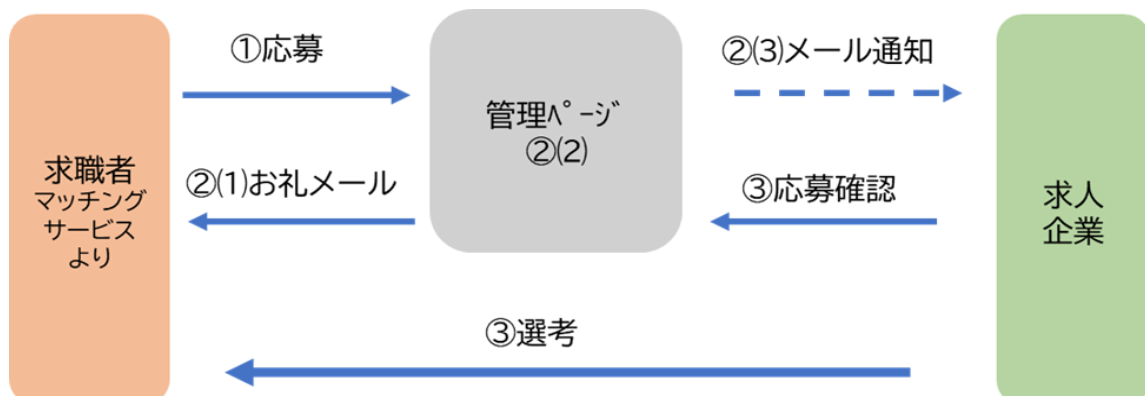 ①応募
②(3)メール通知
管理ﾍﾟｰｼﾞ
②(2)
求職者
マッチング
サービス
より
②(1)お礼メール
③応募確認
求人
企業
③選考